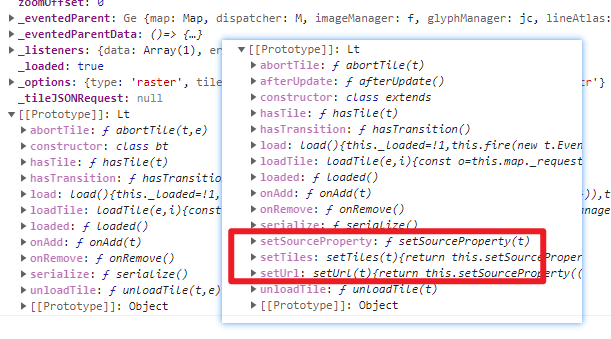 zoomOffset: 0
_eventedParent: Ge {map: Map, dispatcher: M, imageManager: f, glyphManager: jc, lineAtlas:
_eventedParentData: ()=> {…}
_listeners: {data: Array(1), er
_loaded: true
_options: {type: 'raster', tile
_tileJSONRequest: null
[[Prototype]]: Lt
abortTile: ƒ abortTile(t,e)
constructor: class bt
hasTile: ƒ hasTile(t)
hasTransition: ƒ hasTransition
load: load(){this._loaded=!1,
loadTile: loadTile(e,i){const
loaded: ƒ loaded()
onAdd: ƒ onAdd(t)
onRemove: ƒ onRemove()
serialize: ƒ serialize()
unloadTile: ƒ unloadTile(t,e)
[[Prototype]]: Object
[[Prototype]]: Lt
abortTile: ƒ abortTile(t)
afterUpdate: ƒ afterUpdate()
constructor: class extends
hasTile: ƒ hasTile(t)
hasTransition: ƒ hasTransition()
load: load(){this._loaded=!1,this.fire(new t.Even
loadTile: loadTile(e,i){const o=this.map._request
loaded: ƒ loaded()
onAdd: ƒ onAdd(t)
onRemove: ƒ onRemove()
serialize: ƒ serialize()
setSourceProperty: ƒ setSourceProperty(t)
setTiles: setTiles(t){return this.setSourceProper
setUrl: setUrl(t){return this.setSourceProperty((
unloadTile: ƒ unloadTile(t)
[[Prototype]]: Object